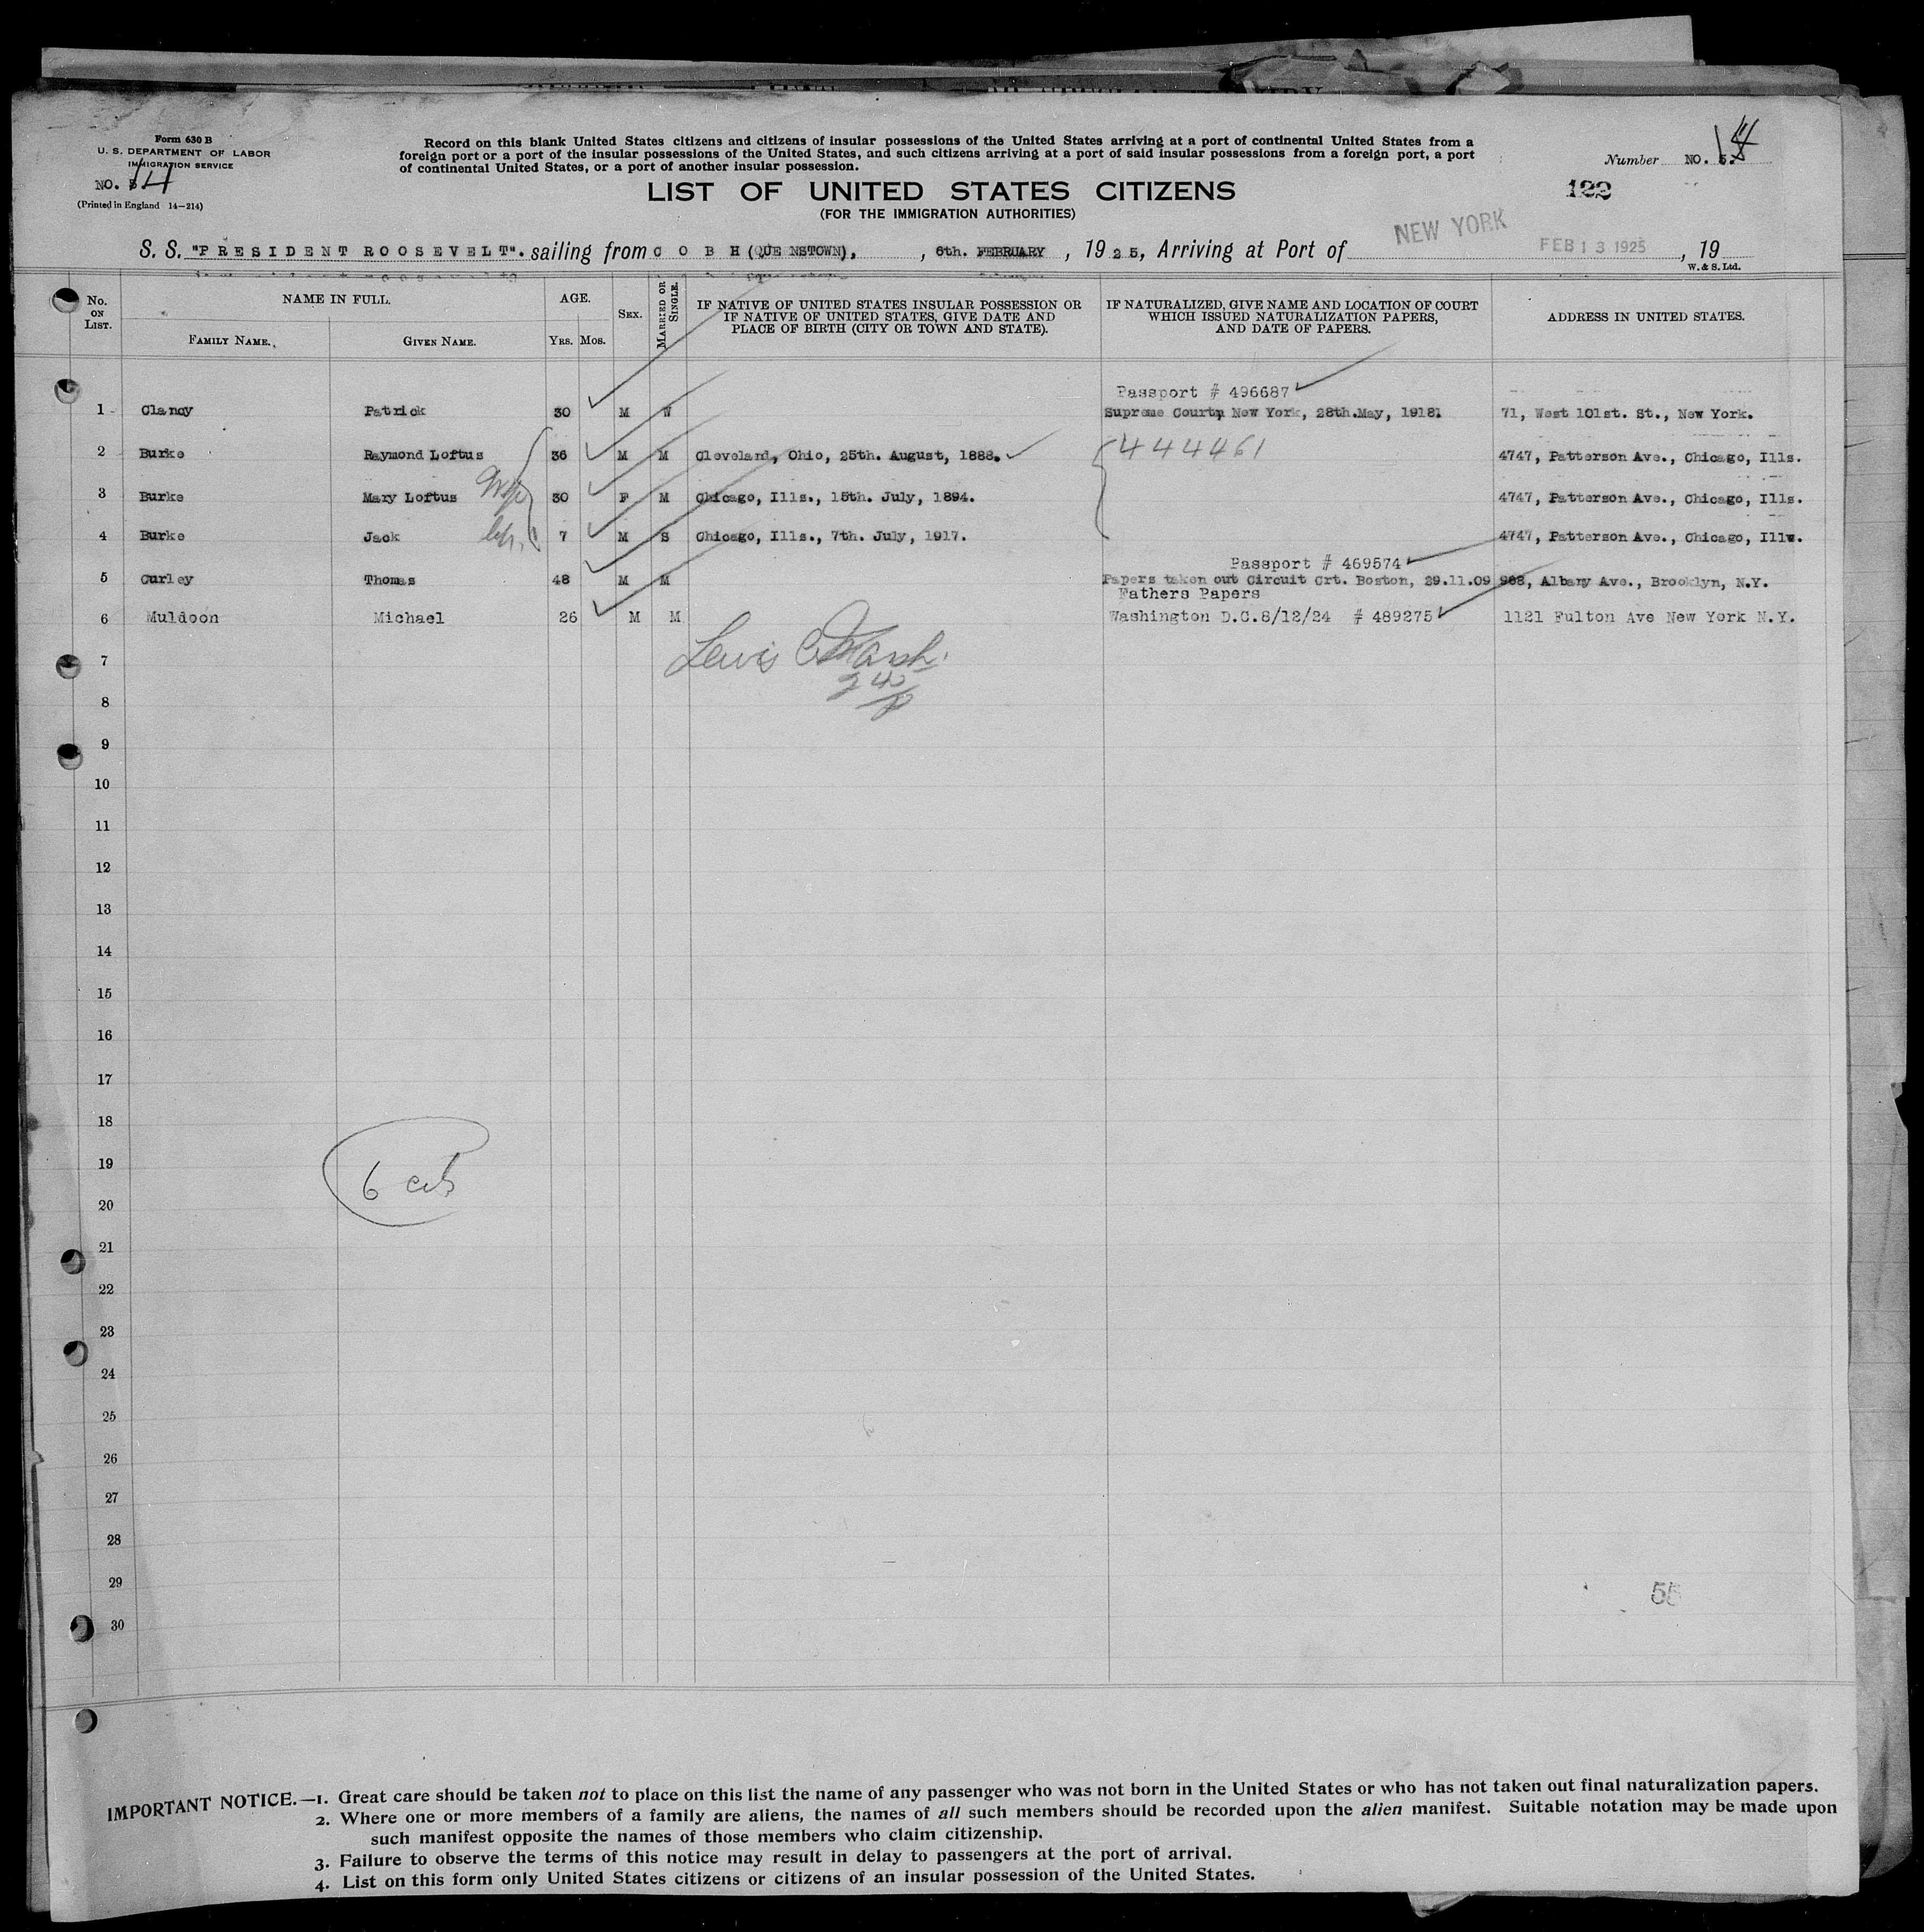 Form 630 B
U. S. DEPARTMENT OF LABOR
IMMIGRATION SERVICE
NO. 14
(Printed in England 14—214)
Record on this blank United States citizens and citizens of insular possessions of the United States arriving at a port of continental United States from a
foreign port or a port of the insular possessions of the United States, and such citizens arriving at a port of said insular possessions from a foreign port, a port
of continental United States, or a port of another insular possession.
Number NO. 5.
122
LIST OF UNITED STATES CITIZENS
(FOR THE IMMIGRATION AUTHORITIES)
S. S. "PRESIDENT ROOSEVELT". sailing from COBH (QUEENSTOWN), , 6th. FEBRUARY , 1925, Arriving at Port of NEW YORK FEB 13 1925 , 19
W. & S. Ltd.
No. ON LIST. NAME IN FULL. FAMILY NAME. GIVEN NAME. AGE. YRS. MOS. SEX. MARRIED OR SINGLE. IF NATIVE OF UNITED STATES INSULAR POSSESSION OR IF NATIVE OF UNITED STATES, GIVE DATE AND PLACE OF BIRTH (CITY OR TOWN AND STATE). IF NATURALIZED, GIVE NAME AND LOCATION OF COURT WHICH ISSUED NATURALIZATION PAPERS, AND DATE OF PAPERS. ADDRESS IN UNITED STATES.
Passport # 496687
1 Clancy Patrick 30 M W Supreme Court, New York, 28th.May, 1918. 71, West 101st. St., New York.
2 Burke Raymond Loftus 36 M M Cleveland, Ohio, 25th. August, 1888. 444461 4747, Patterson Ave., Chicago, Ills.
3 Burke Mary Loftus Wife 30 F M Chicago, Ills., 15th. July, 1894. 4747, Patterson Ave., Chicago, Ills.
4 Burke Jack 7 M S Chicago, Ills., 7th. July, 1917. 4747, Patterson Ave., Chicago, Ills.
Passport # 469574
5 Curley Thomas 48 M M Papers taken out Circuit Crt. Boston, 29.11.09 988, Albany Ave., Brooklyn, N.Y.
Fathers Papers
6 Muldoon Michael 26 M M Washington D.C.8/12/24 # 489275 1121 Fulton Ave New York N.Y.
7
Lewis C Marsh
8
9
10
11
12
13
14
15
16
17
18
19
6
20
21
22
23
24
25
26
27
28
29
55
30
IMPORTANT NOTICE.—1. Great care should be taken not to place on this list the name of any passenger who was not born in the United States or who has not taken out final naturalization papers.
2. Where one or more members of a family are aliens, the names of all such members should be recorded upon the alien manifest. Suitable notation may be made upon
such manifest opposite the names of those members who claim citizenship.
3. Failure to observe the terms of this notice may result in delay to passengers at the port of arrival.
4. List on this form only United States citizens or citizens of an insular possession of the United States.